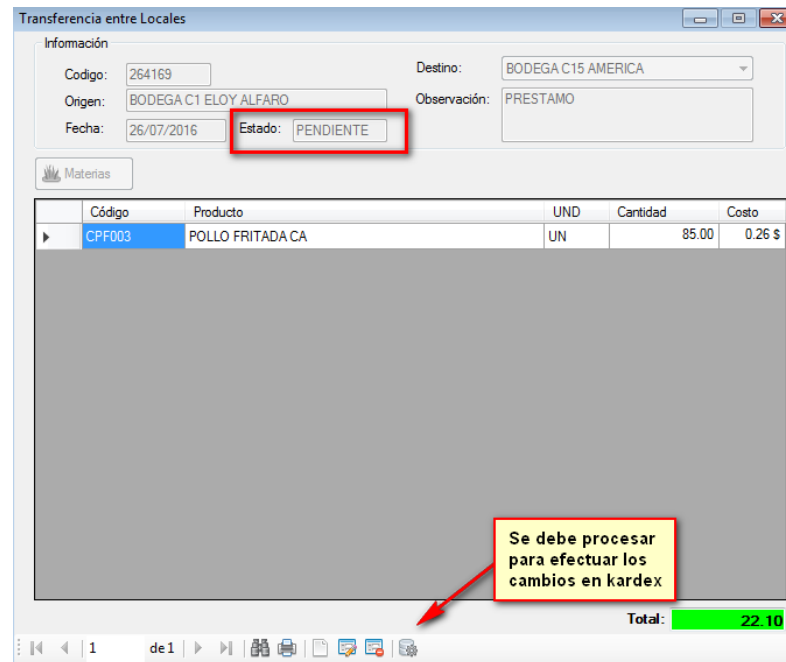 Transferencia entre Locales
Información
Codigo: 264169
Destino: BODEGA C15 AMERICA
Origen: BODEGA C1 ELOY ALFARO
Observación: PRESTAMO
Fecha: 26/07/2016 Estado: PENDIENTE
Materias
Código Producto UND Cantidad Costo
CPF003 POLLO FRITADA CA UN 85.00 0.26 $
Se debe procesar
para efectuar los
cambios en kardex
Total: 22.10
1 de 1